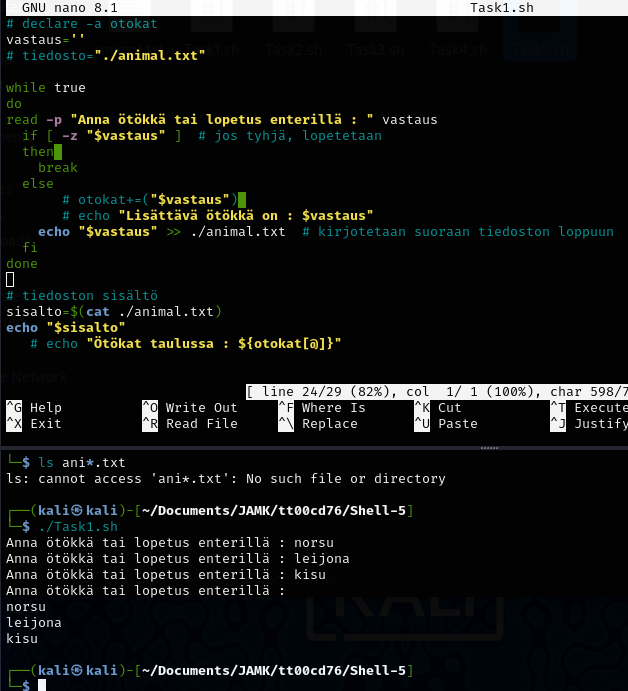 GNU nano 8.1 Task1.sh
# declare -a otokat
vastaus=''
# tiedosto="./animal.txt"
while true
do
read -p "Anna ötökkä tai lopetus enterillä : " vastaus
if [ -z "$vastaus" ] # jos tyhjä, lopetetaan
then
break
else
# otokat+=("$vastaus")
# echo "Lisättävä ötökkä on : $vastaus"
echo "$vastaus" >> ./animal.txt # kirjotetaan suoraan tiedoston loppuun
fi
done
# tiedoston sisältö
sisalto=$(cat ./animal.txt)
echo "$sisalto"
# echo "Ötökat taulussa : ${otokat[@]}"
[ line 24/29 (82%), col 1/ 1 (100%), char 598/7
^G Help ^O Write Out ^F Where Is ^K Cut ^T Execute
^X Exit ^R Read File ^\ Replace ^U Paste ^J Justify
└─$ ls ani*.txt
ls: cannot access 'ani*.txt': No such file or directory
┌──(kali㉿kali)-[~/Documents/JAMK/tt00cd76/Shell-5]
└─$ ./Task1.sh
Anna ötökkä tai lopetus enterillä : norsu
Anna ötökkä tai lopetus enterillä : leijona
Anna ötökkä tai lopetus enterillä : kisu
Anna ötökkä tai lopetus enterillä :
norsu
leijona
kisu
┌──(kali㉿kali)-[~/Documents/JAMK/tt00cd76/Shell-5]
└─$